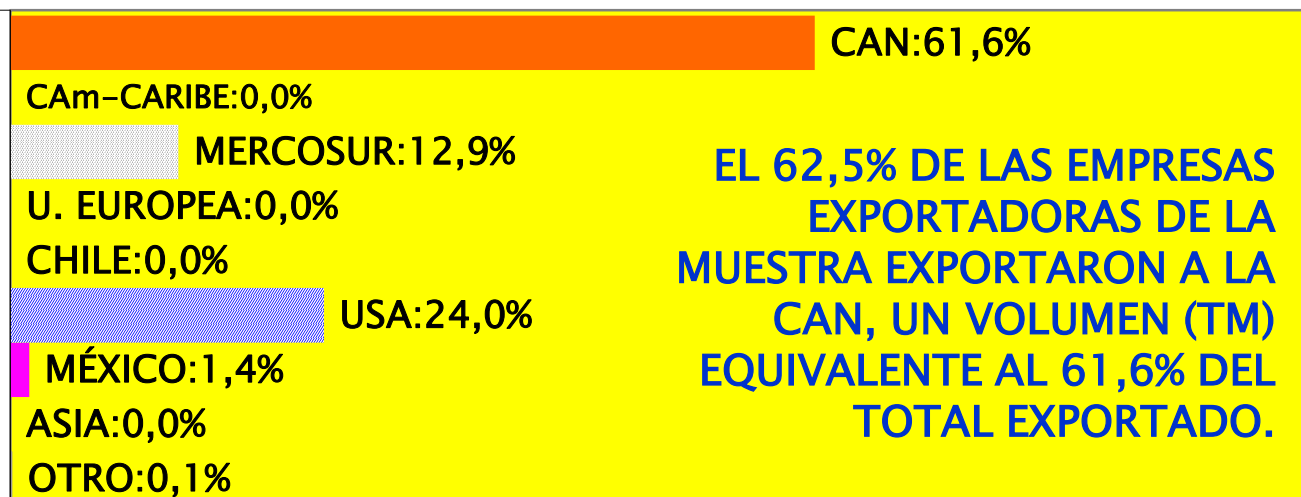 CAN:61,6%
CAm-CARIBE:0,0%
MERCOSUR:12,9%
U. EUROPEA:0,0%
CHILE:0,0%
USA:24,0%
MÉXICO:1,4%
ASIA:0,0%
OTRO:0,1%
EL 62,5% DE LAS EMPRESAS
EXPORTADORAS DE LA
MUESTRA EXPORTARON A LA
CAN, UN VOLUMEN (TM)
EQUIVALENTE AL 61,6% DEL
TOTAL EXPORTADO.